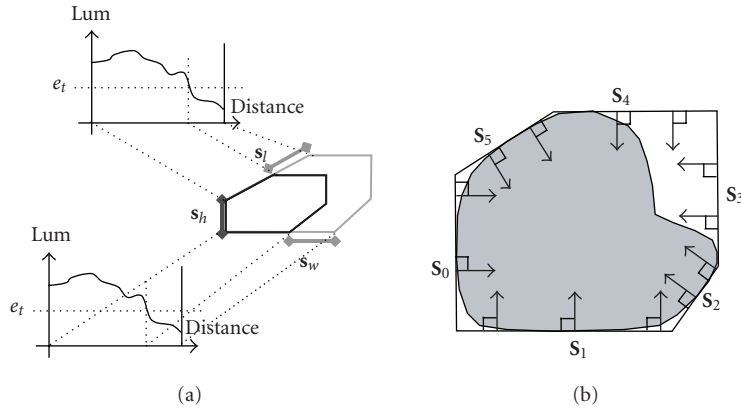 Lum
e_t
Distance
s_l
s_h
s_w
Lum
e_t
Distance
(a)
S_4
S_5
S_3
S_0
S_2
S_1
(b)